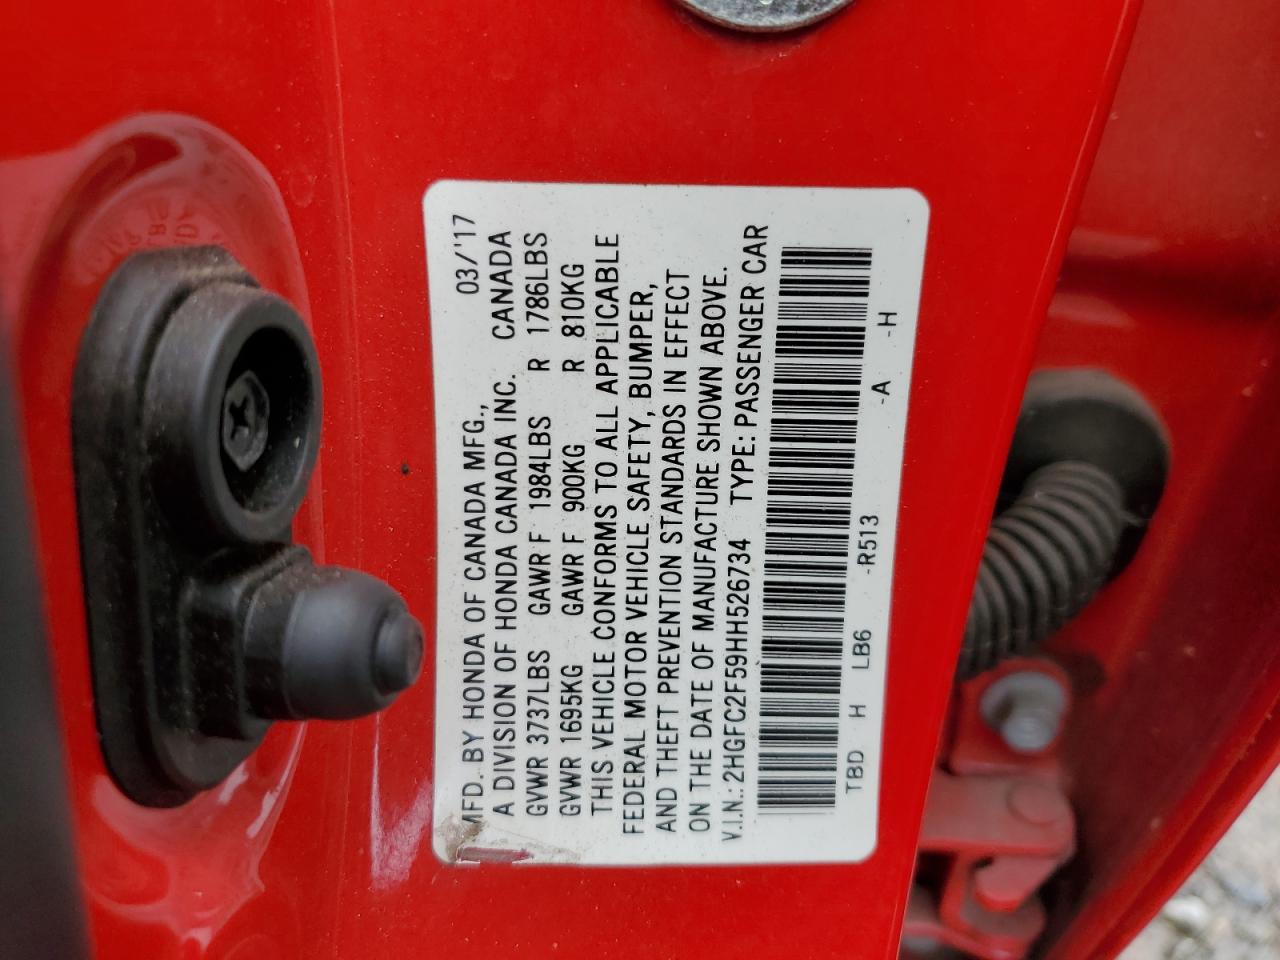 MFD. BY HONDA OF CANADA MFG., 03/'17
A DIVISION OF HONDA CANADA INC. CANADA
GVWR 3737LBS GAWR F 1984LBS R 1786LBS
GVWR 1695KG GAWR F 900KG R 810KG
THIS VEHICLE CONFORMS TO ALL APPLICABLE
FEDERAL MOTOR VEHICLE SAFETY, BUMPER,
AND THEFT PREVENTION STANDARDS IN EFFECT
ON THE DATE OF MANUFACTURE SHOWN ABOVE.
V.I.N.: 2HGFC2F59HH526734 TYPE: PASSENGER CAR
TBD H LB6 -R513 -A -H